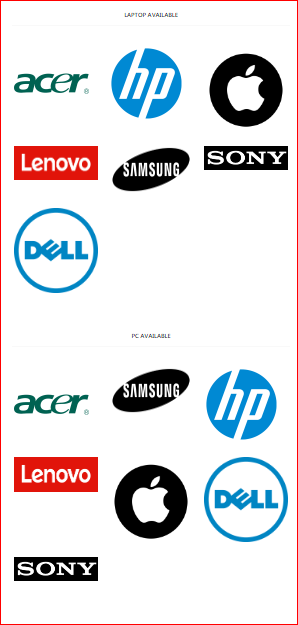 LAPTOP AVAILABLE
acer
hp
Lenovo
SAMSUNG
SONY
DELL
PC AVAILABLE
acer
SAMSUNG
hp
Lenovo
DELL
SONY